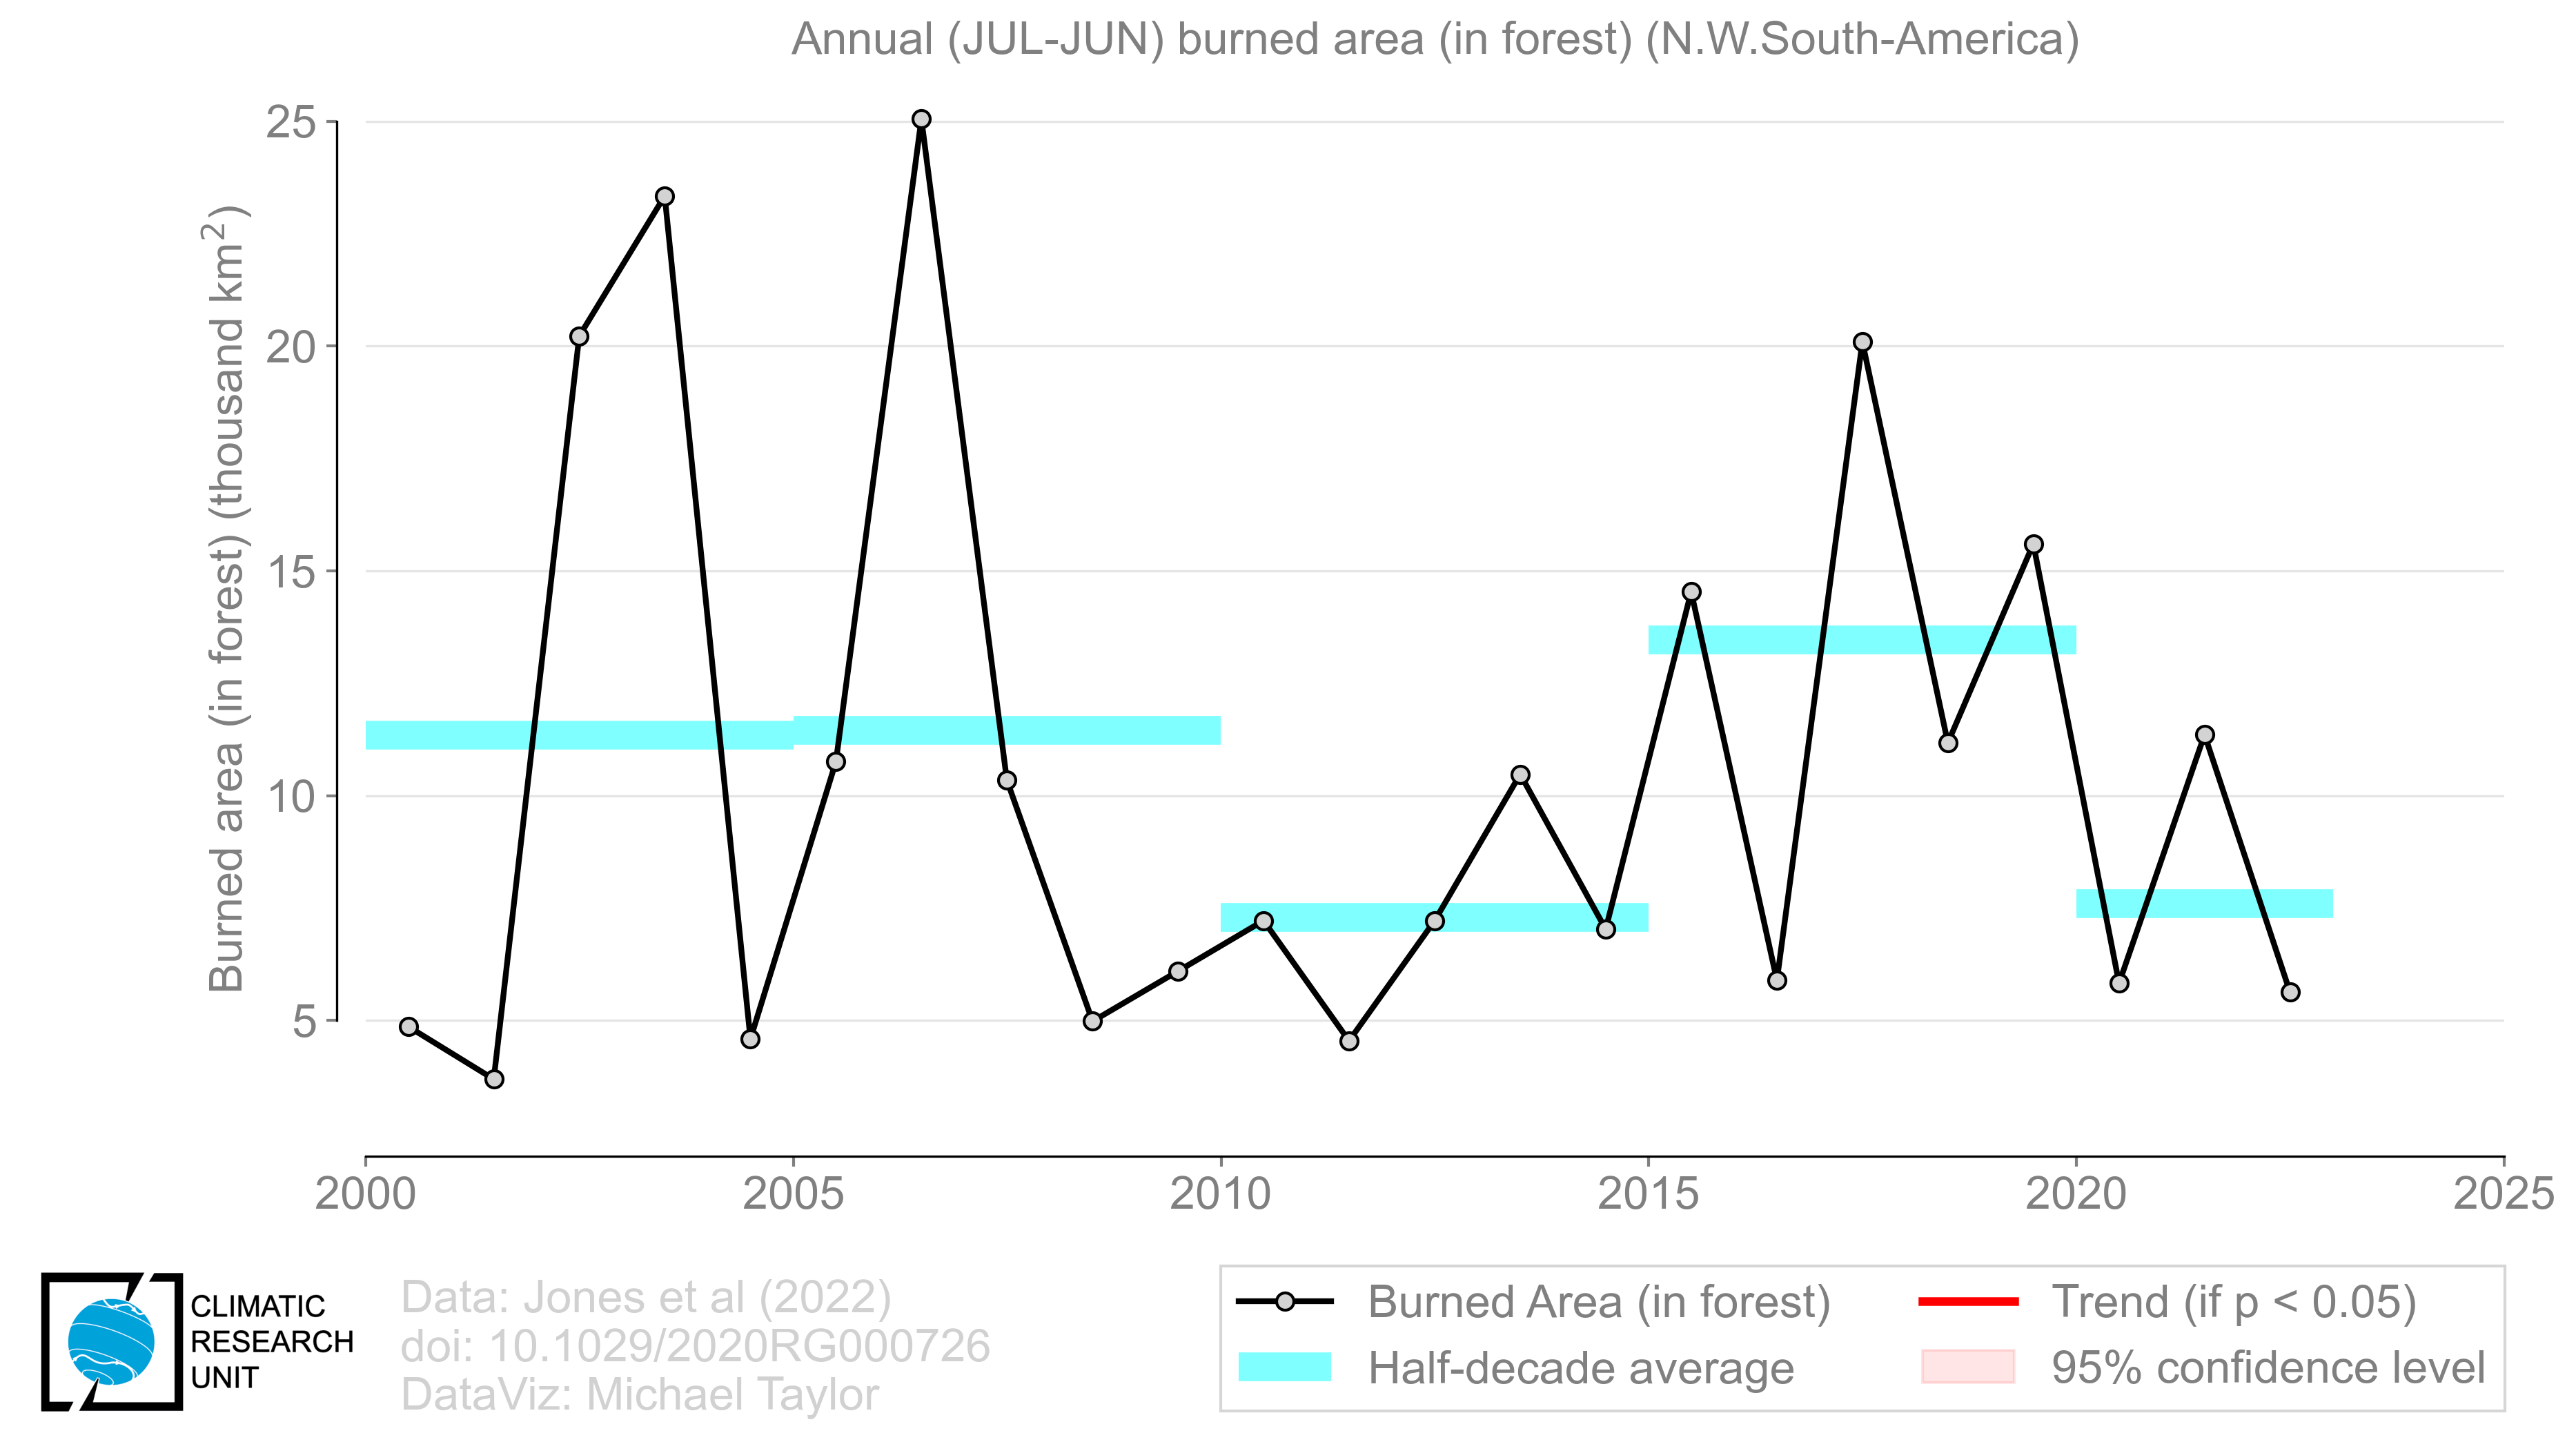 Annual (JUL-JUN) burned area (in forest) (N.W.South-America)
Burned area (in forest) (thousand km²)
25
20
15
10
5
2000 2005 2010 2015 2020 2025
CLIMATIC
RESEARCH
UNIT
Data: Jones et al (2022)
doi: 10.1029/2020RG000726
DataViz: Michael Taylor
Burned Area (in forest)
Half-decade average
Trend (if p < 0.05)
95% confidence level